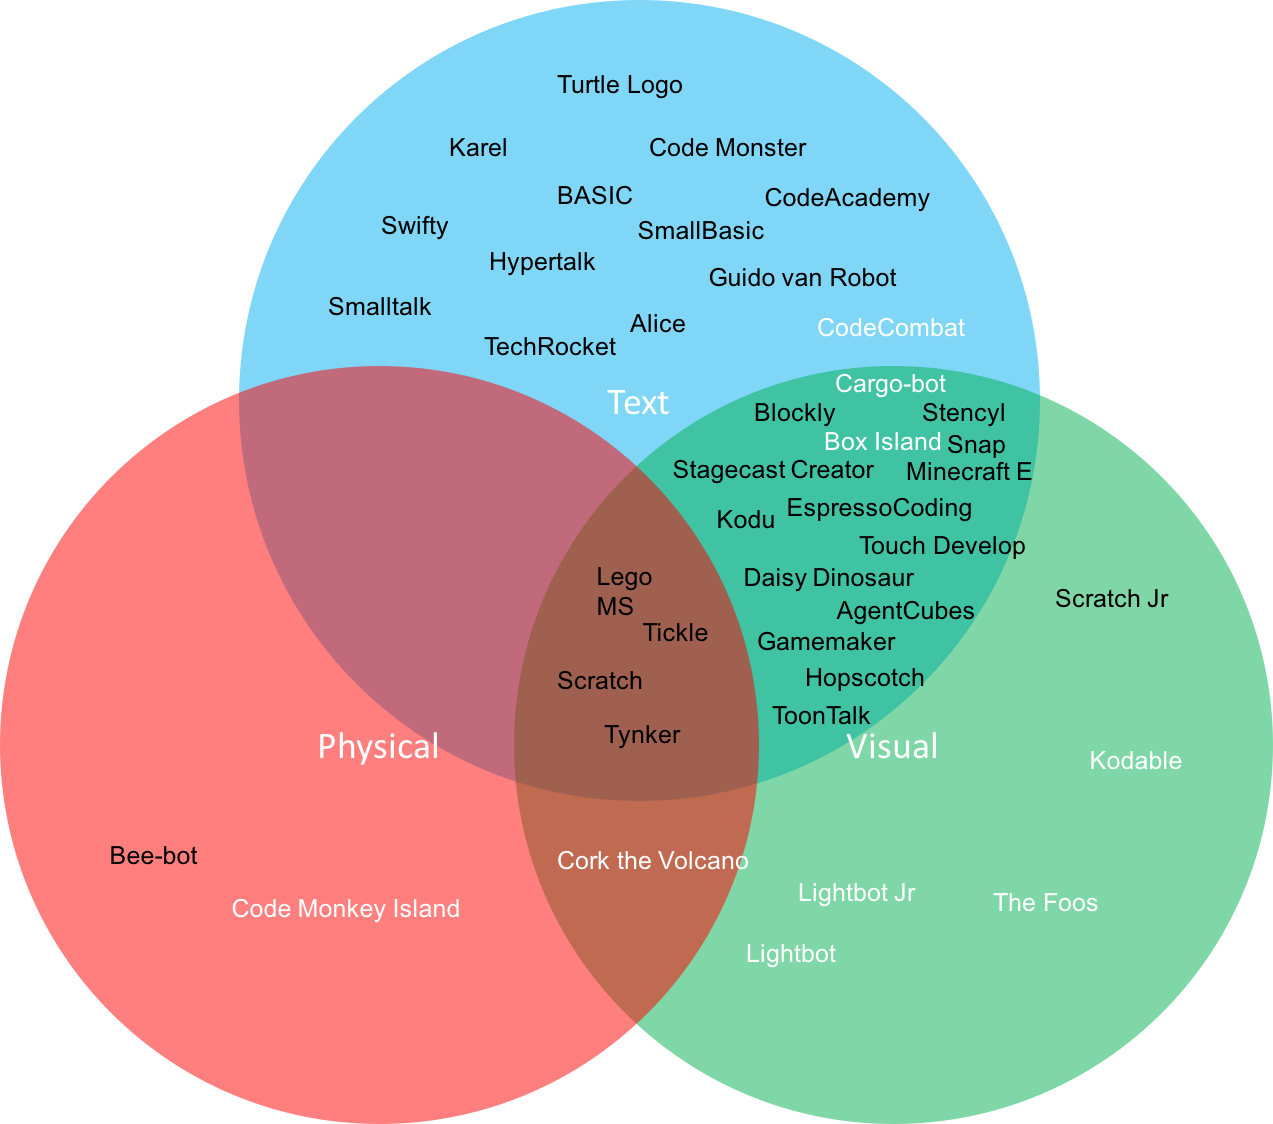 Turtle Logo
Karel
Code Monster
BASIC
CodeAcademy
Swifty
SmallBasic
Hypertalk
Guido van Robot
Smalltalk
Alice
CodeCombat
TechRocket
Text
Cargo-bot
Blockly
Stencyl
Box Island
Snap
Stagecast Creator
Minecraft E
EspressoCoding
Kodu
Touch Develop
Lego
MS
Daisy Dinosaur
Scratch Jr
AgentCubes
Tickle
Gamemaker
Scratch
Hopscotch
ToonTalk
Tynker
Physical
Visual
Kodable
Bee-bot
Cork the Volcano
Lightbot Jr
The Foos
Code Monkey Island
Lightbot